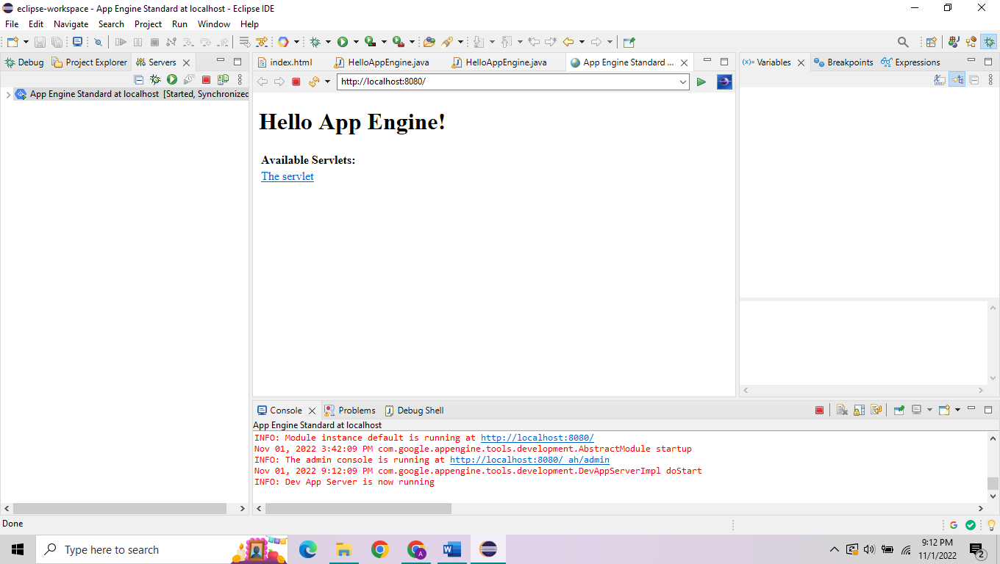 eclipse-workspace - App Engine Standard at localhost - Eclipse IDE
File Edit Navigate Search Project Run Window Help
Debug Project Explorer Servers
index.html HelloAppEngine.java HelloAppEngine.java App Engine Standard ...
(x)= Variables Breakpoints Expressions
http://localhost:8080/
App Engine Standard at localhost [Started, Synchronized
Hello App Engine!
Available Servlets:
The servlet
Console Problems Debug Shell
App Engine Standard at localhost
INFO: Module instance default is running at http://localhost:8080/
Nov 01, 2022 3:42:09 PM com.google.appengine.tools.development.AbstractModule startup
INFO: The admin console is running at http://localhost:8080/_ah/admin
Nov 01, 2022 9:12:09 PM com.google.appengine.tools.development.DevAppServerImpl doStart
INFO: Dev App Server is now running
Done
Type here to search
9:12 PM
11/1/2022
2